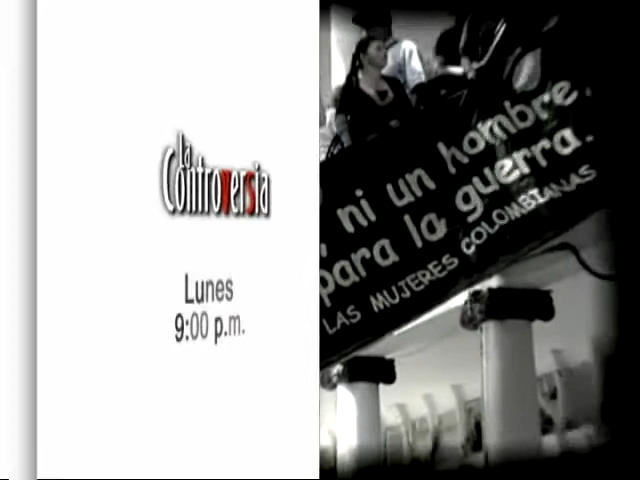 La
Controversia
Lunes
9:00 p.m.
, ni un hombre,
para la guerra.
LAS MUJERES COLOMBIANAS